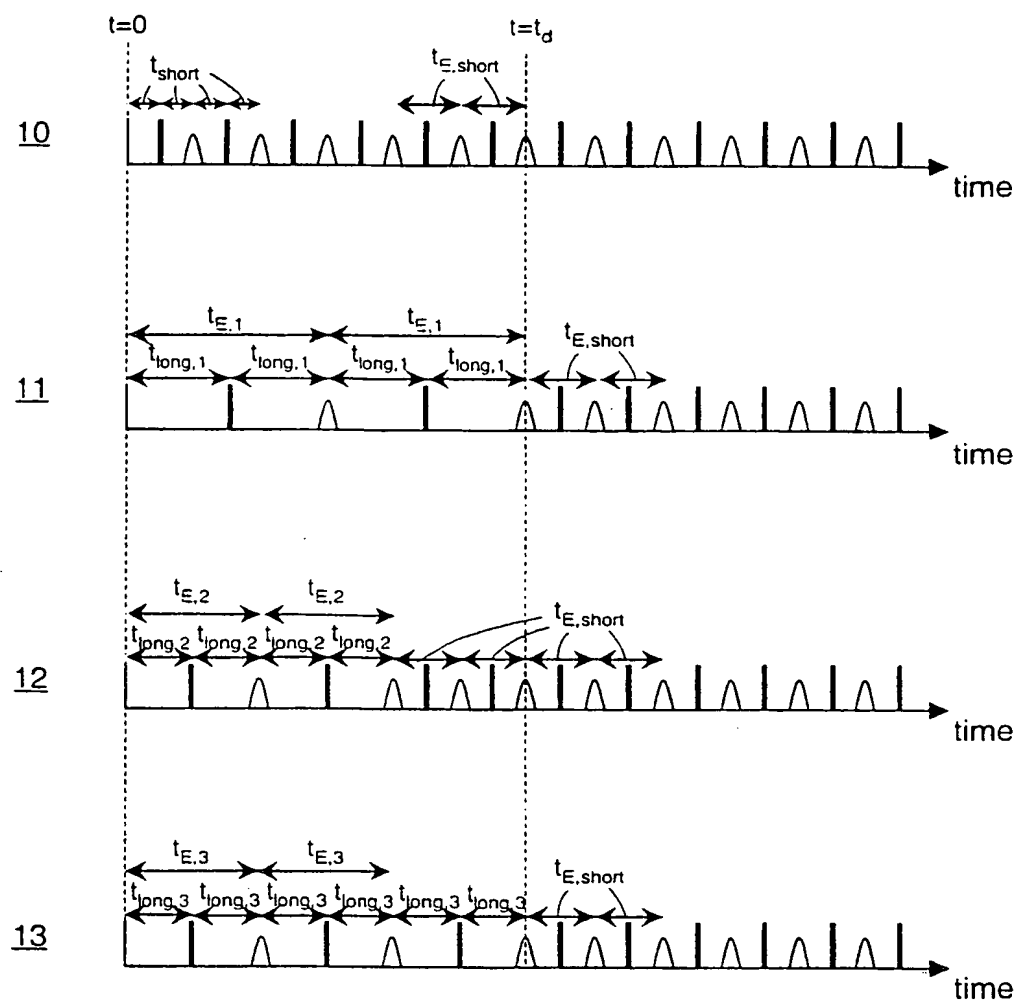 t=0
t=t_d
t_short
t_E,short
10
time
t_E,1 t_E,1
t_E,short
t_long,1 t_long,1 t_long,1 t_long,1
11
time
t_E,2 t_E,2
t_E,short
t_long,2 t_long,2 t_long,2 t_long,2
12
time
t_E,3 t_E,3
t_E,short
t_long,3 t_long,3 t_long,3 t_long,3 t_long,3 t_long,3
13
time